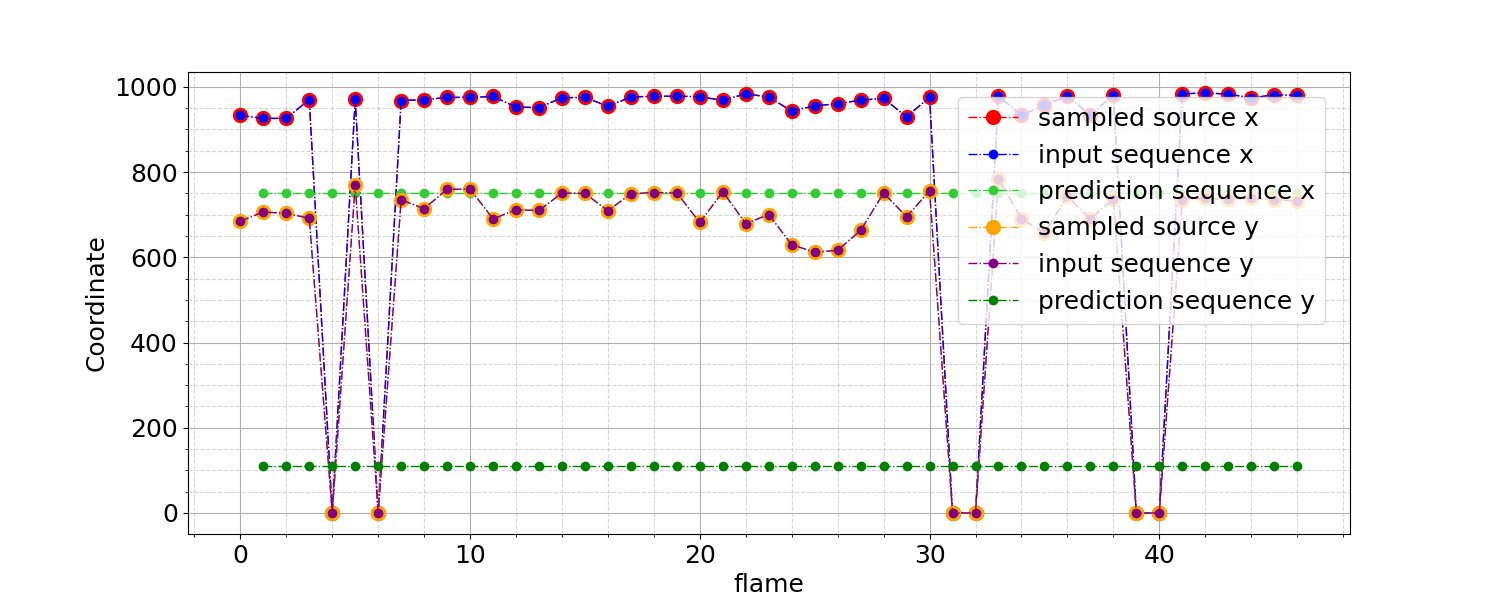 1000
800
600
400
200
0
Coordinate
0 10 20 30 40
flame
sampled source x
input sequence x
prediction sequence x
sampled source y
input sequence y
prediction sequence y